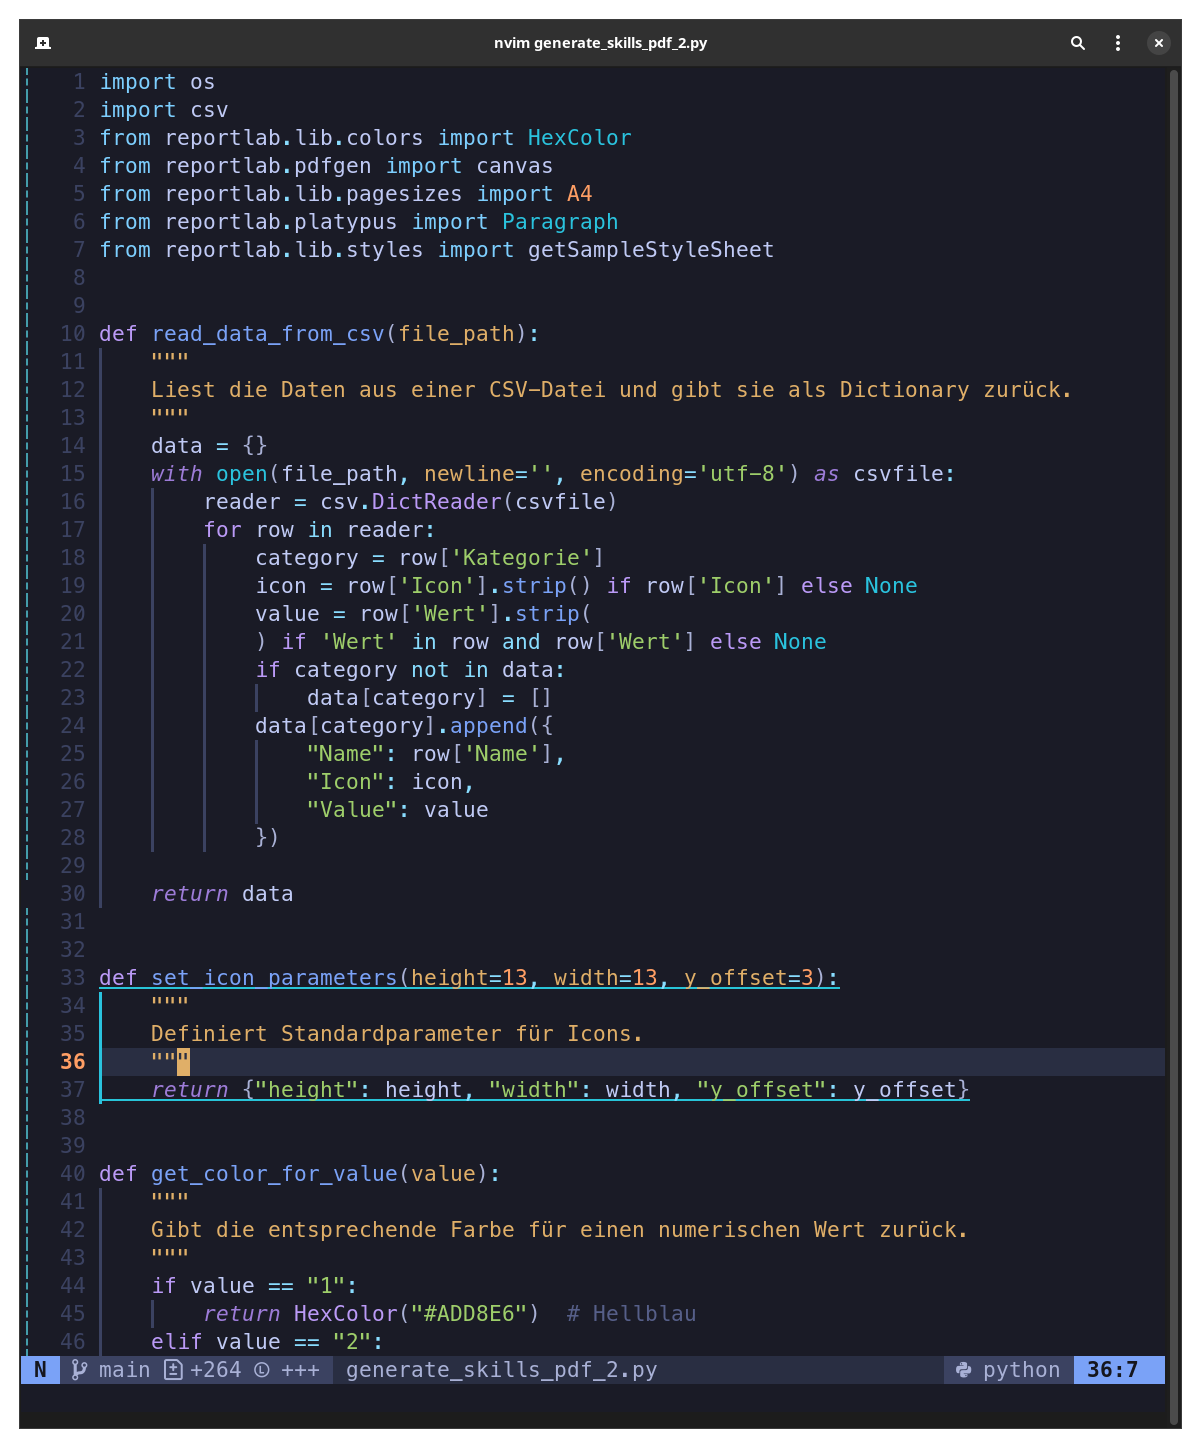 nvim generate_skills_pdf_2.py
1 import os
2 import csv
3 from reportlab.lib.colors import HexColor
4 from reportlab.pdfgen import canvas
5 from reportlab.lib.pagesizes import A4
6 from reportlab.platypus import Paragraph
7 from reportlab.lib.styles import getSampleStyleSheet
8
9
10 def read_data_from_csv(file_path):
11     """
12     Liest die Daten aus einer CSV-Datei und gibt sie als Dictionary zurück.
13     """
14     data = {}
15     with open(file_path, newline='', encoding='utf-8') as csvfile:
16         reader = csv.DictReader(csvfile)
17         for row in reader:
18             category = row['Kategorie']
19             icon = row['Icon'].strip() if row['Icon'] else None
20             value = row['Wert'].strip(
21             ) if 'Wert' in row and row['Wert'] else None
22             if category not in data:
23                 data[category] = []
24             data[category].append({
25                 "Name": row['Name'],
26                 "Icon": icon,
27                 "Value": value
28             })
29
30     return data
31
32
33 def set_icon_parameters(height=13, width=13, y_offset=3):
34     """
35     Definiert Standardparameter für Icons.
36     """
37     return {"height": height, "width": width, "y_offset": y_offset}
38
39
40 def get_color_for_value(value):
41     """
42     Gibt die entsprechende Farbe für einen numerischen Wert zurück.
43     """
44     if value == "1":
45         return HexColor("#ADD8E6")  # Hellblau
46     elif value == "2":
N main +264 Ⓛ +++ generate_skills_pdf_2.py python 36:7